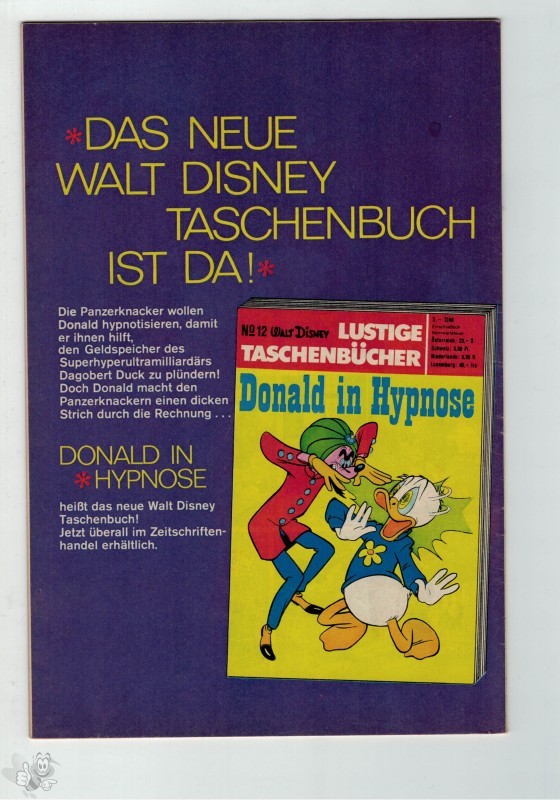 *DAS NEUE
WALT DISNEY
TASCHENBUCH
IST DA!*
Die Panzerknacker wollen
Donald hypnotisieren, damit
er ihnen hilft,
den Geldspeicher des
Superhyperultramilliardärs
Dagobert Duck zu plündern!
Doch Donald macht den
Panzerknackern einen dicken
Strich durch die Rechnung . . .
DONALD IN
*HYPNOSE
heißt das neue Walt Disney
Taschenbuch!
Jetzt überall im Zeitschriften-
handel erhältlich.
No 12 WALT DISNEY LUSTIGE
TASCHENBÜCHER
Donald in Hypnose